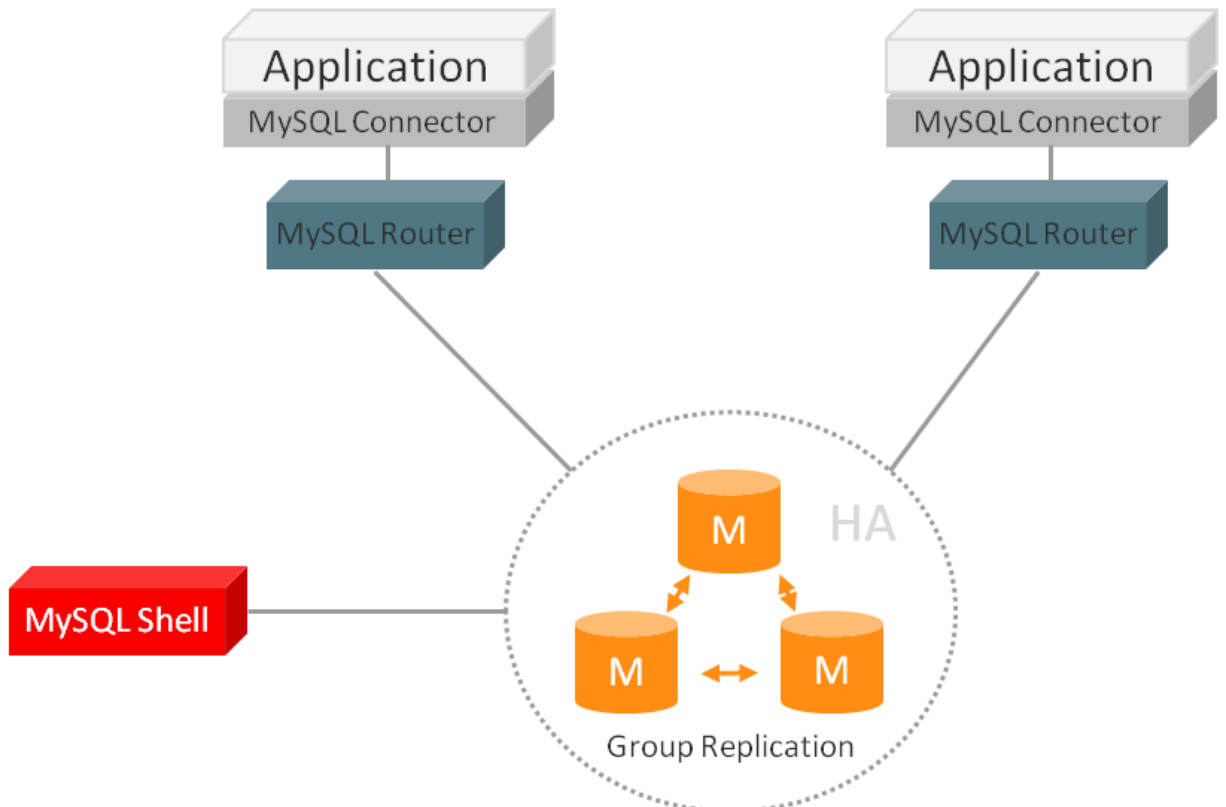 Application
MySQL Connector
MySQL Router
Application
MySQL Connector
MySQL Router
HA
M
M
M
Group Replication
MySQL Shell